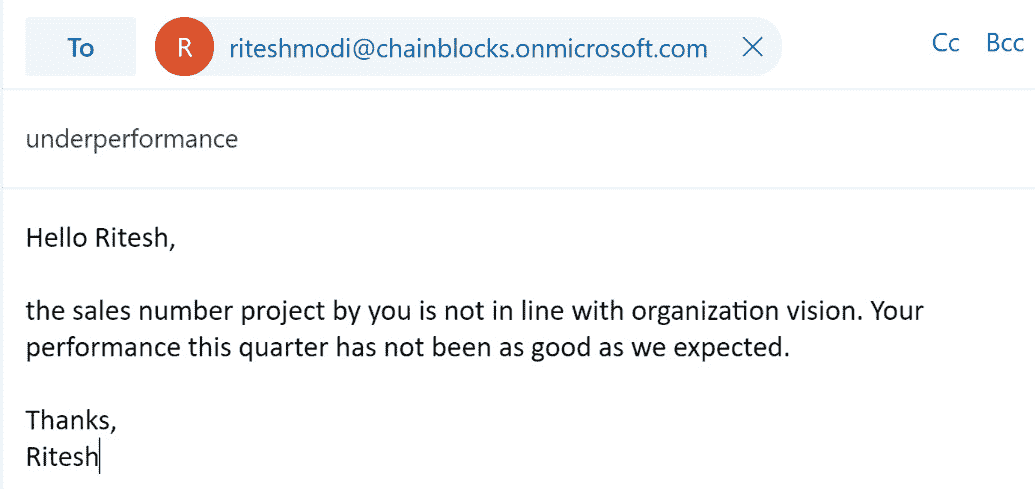 To R riteshmodi@chainblocks.onmicrosoft.com Cc Bcc
underperformance
Hello Ritesh,
the sales number project by you is not in line with organization vision. Your
performance this quarter has not been as good as we expected.
Thanks,
Ritesh